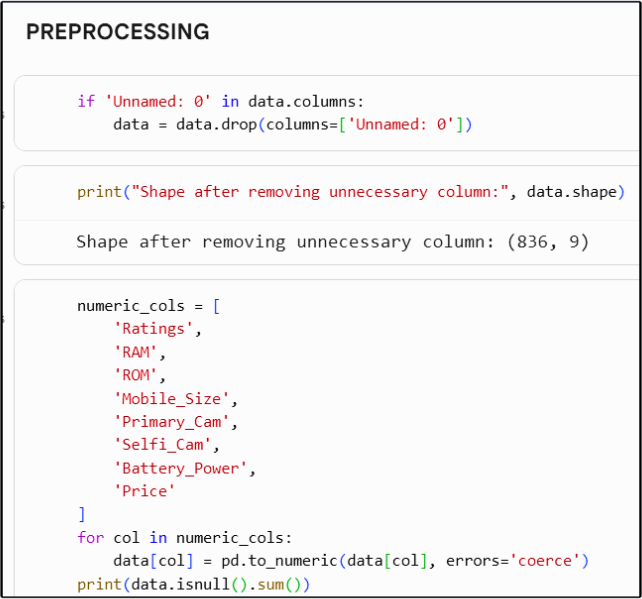 PREPROCESSING
if 'Unnamed: 0' in data.columns:
    data = data.drop(columns=['Unnamed: 0'])
print("Shape after removing unnecessary column:", data.shape)
Shape after removing unnecessary column: (836, 9)
numeric_cols = [
    'Ratings',
    'RAM',
    'ROM',
    'Mobile_Size',
    'Primary_Cam',
    'Selfi_Cam',
    'Battery_Power',
    'Price'
]
for col in numeric_cols:
    data[col] = pd.to_numeric(data[col], errors='coerce')
print(data.isnull().sum())